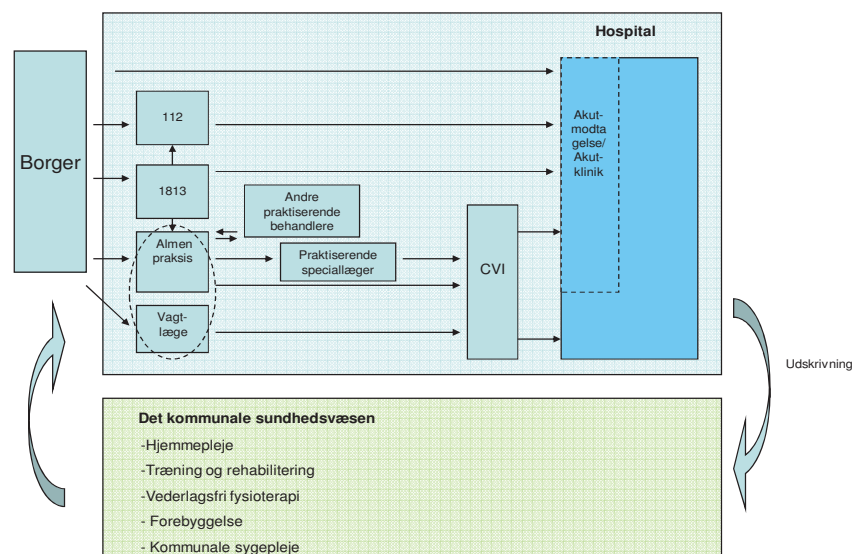 Hospital
Borger
112
1813
Andre
praktiserende
behandlere
Almen
praksis
Praktiserende
speciallæger
Vagt-
læge
CVI
Akut-
modta
gelse/
Akut-
klinik
Udskrivning
Det kommunale sundhedsvæsen
-Hjemmepleje
-Træning og rehabilitering
-Vederlagsfri fysioterapi
- Forebyggelse
- Kommunale sygepleje